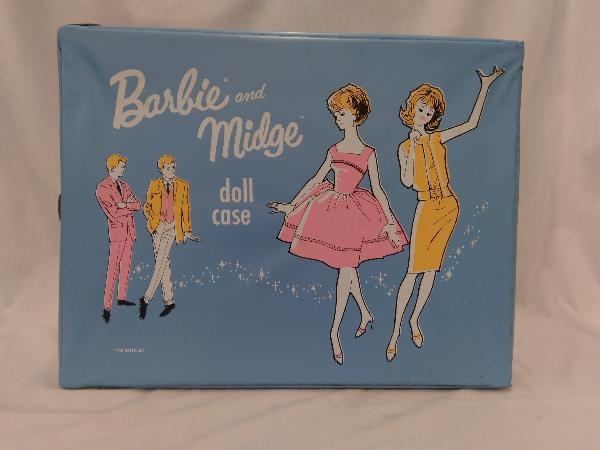 Barbie® and
Midge™
doll
case